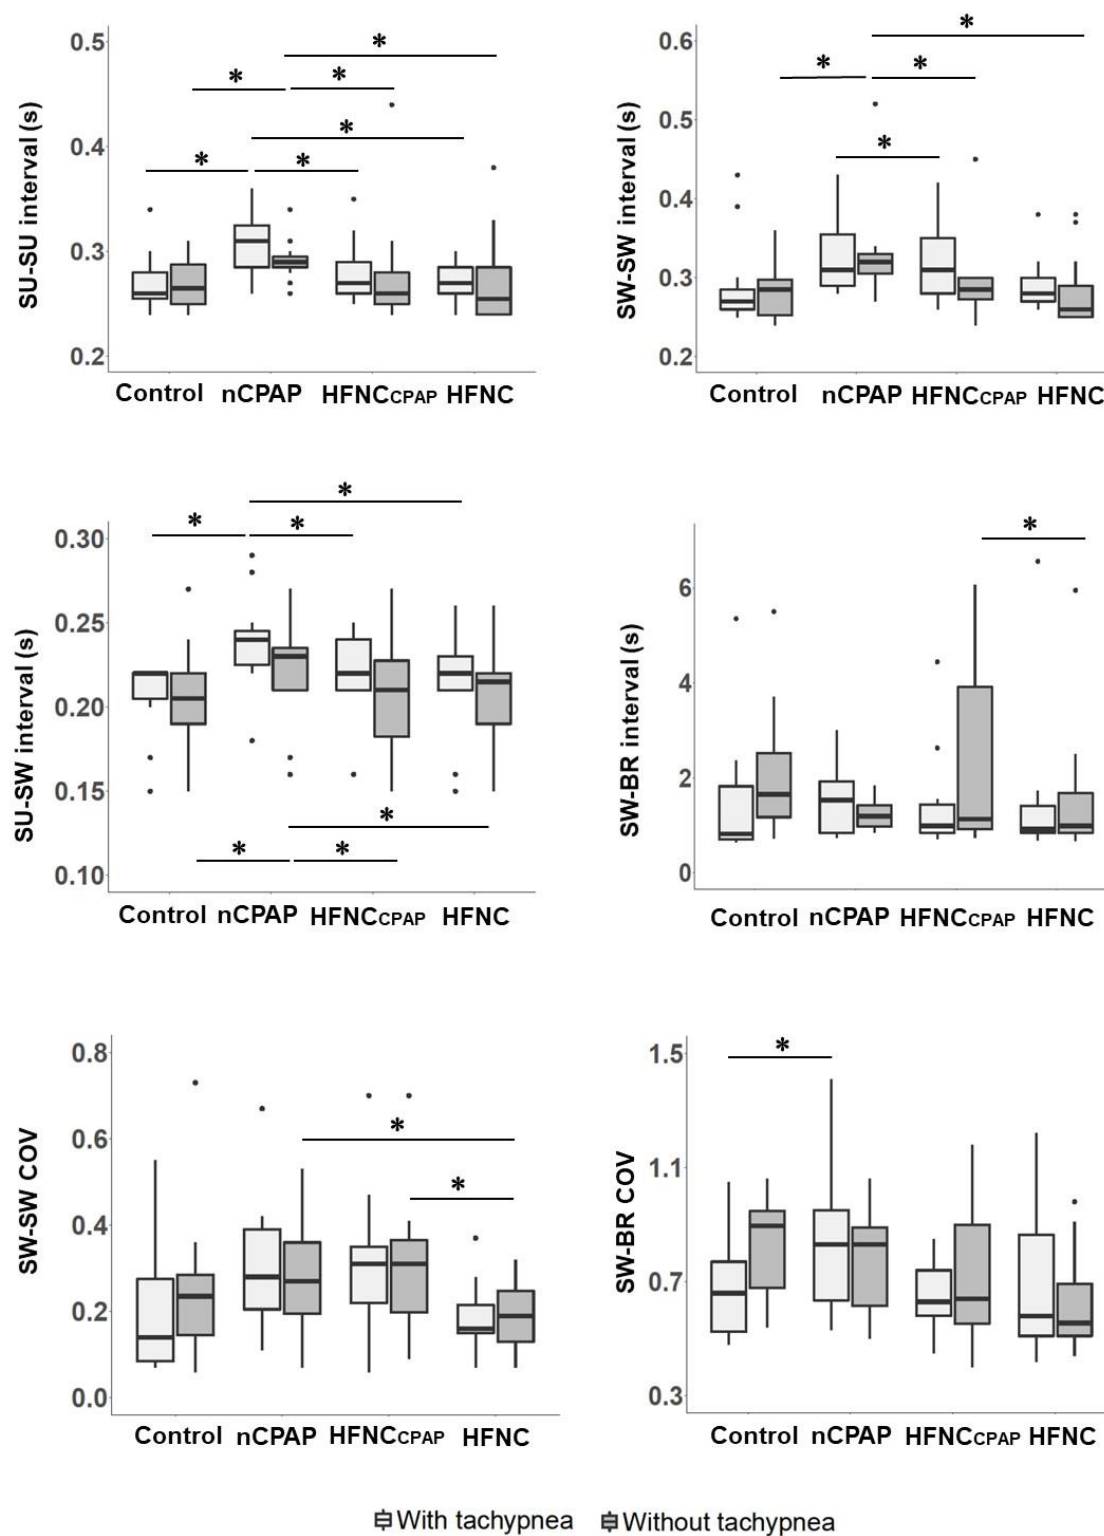 SU-SU interval (s)
0.5
0.4
0.3
0.2
* * * * * *
Control nCPAP HFNCCPAP HFNC
SW-SW interval (s)
0.6
0.5
0.4
0.3
0.2
* * * *
Control nCPAP HFNCCPAP HFNC
SU-SW interval (s)
0.30
0.25
0.20
0.15
0.10
* * * * * *
Control nCPAP HFNCCPAP HFNC
SW-BR interval (s)
6
4
2
0
*
Control nCPAP HFNCCPAP HFNC
SW-SW COV
0.8
0.6
0.4
0.2
0.0
* *
Control nCPAP HFNCCPAP HFNC
SW-BR COV
1.5
1.1
0.7
0.3
*
Control nCPAP HFNCCPAP HFNC
With tachypnea Without tachypnea